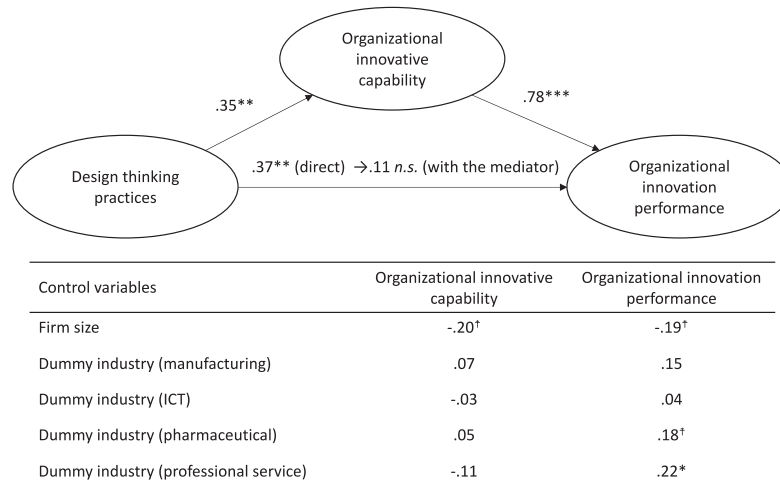 Organizational
innovative
capability
.35**
.78***
Design thinking
practices
.37** (direct) →.11 n.s. (with the mediator)
Organizational
innovation
performance
Control variables
Organizational innovative
capability
Organizational innovation
performance
Firm size -.20† -.19†
Dummy industry (manufacturing) .07 .15
Dummy industry (ICT) -.03 .04
Dummy industry (pharmaceutical) .05 .18†
Dummy industry (professional service) -.11 .22*